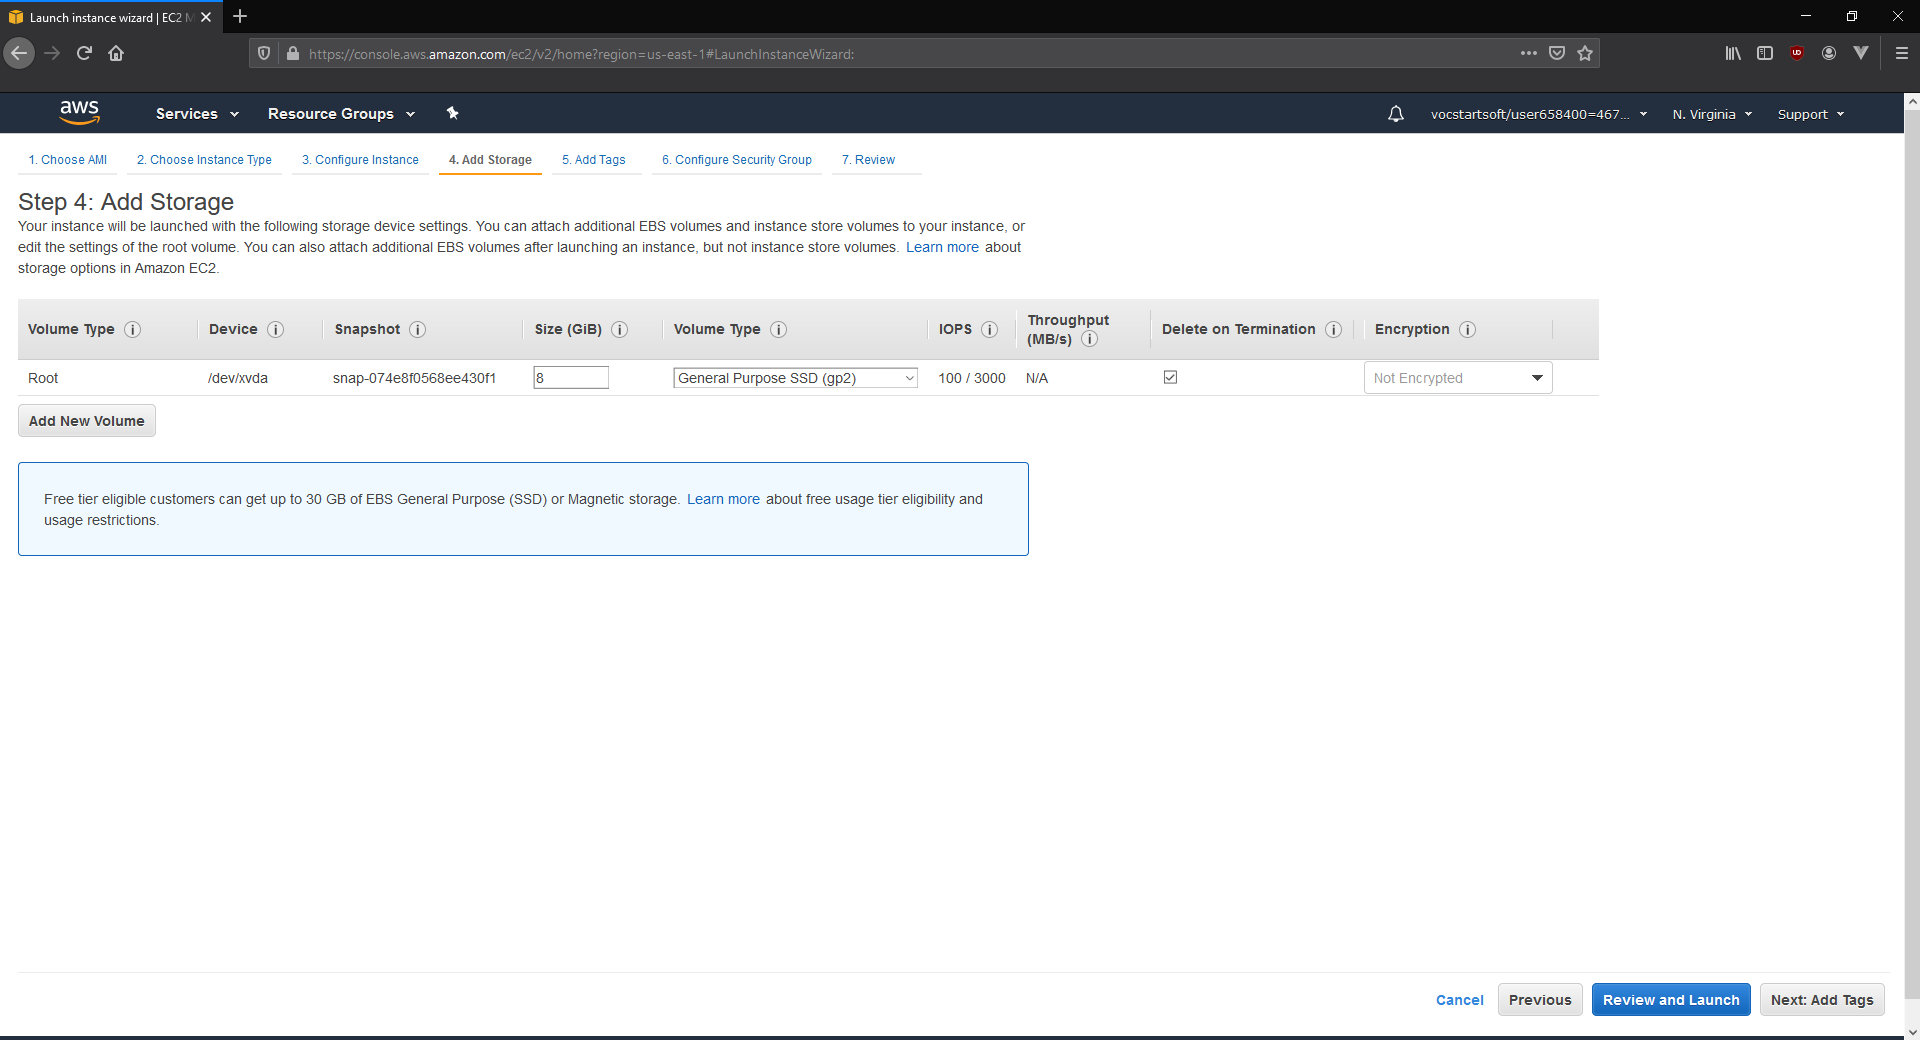 Launch instance wizard | EC2 M
https://console.aws.amazon.com/ec2/v2/home?region=us-east-1#LaunchInstanceWizard:
aws
Services
Resource Groups
vocstartsoft/user658400=467...
N. Virginia
Support
1. Choose AMI
2. Choose Instance Type
3. Configure Instance
4. Add Storage
5. Add Tags
6. Configure Security Group
7. Review
Step 4: Add Storage
Your instance will be launched with the following storage device settings. You can attach additional EBS volumes and instance store volumes to your instance, or
edit the settings of the root volume. You can also attach additional EBS volumes after launching an instance, but not instance store volumes. Learn more about
storage options in Amazon EC2.
Volume Type
Device
Snapshot
Size (GiB)
Volume Type
IOPS
Throughput
(MB/s)
Delete on Termination
Encryption
Root
/dev/xvda
snap-074e8f0568ee430f1
8
General Purpose SSD (gp2)
100 / 3000
N/A
Not Encrypted
Add New Volume
Free tier eligible customers can get up to 30 GB of EBS General Purpose (SSD) or Magnetic storage. Learn more about free usage tier eligibility and
usage restrictions.
Cancel
Previous
Review and Launch
Next: Add Tags